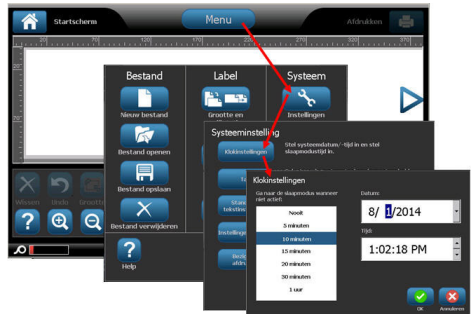 Startscherm
Menu
Afdrukken
Bestand
Nieuw bestand
Bestand openen
Bestand opslaan
Bestand verwijderen
Help
Label
Grootte en
Systeem
Instellingen
Wissen
Undo
Grootte
Systeeminstelling
Klokinstellingen
Stel systeemdatum/-tijd in en stel
slaapmodustijd in.
Klokinstellingen
Ga naar de slaapmodus wanneer
niet actief:
Nooit
5 minuten
10 minuten
15 minuten
20 minuten
30 minuten
1 uur
Datum:
8/ 1/2014
Tijd:
1:02:18 PM
OK
Annuleren